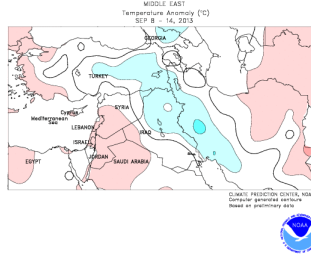 MIDDLE EAST
Temperature Anomaly (°C)
SEP 8 - 14, 2013
GEORGIA
TURKEY
Cyprus
SYRIA
Mediterranean
Sea
LEBANON
IRAQ
ISRAEL
JORDAN
EGYPT
SAUDI ARABIA
CLIMATE PREDICTION CENTER, NOAA
Computer generated contours
Based on preliminary data
NOAA